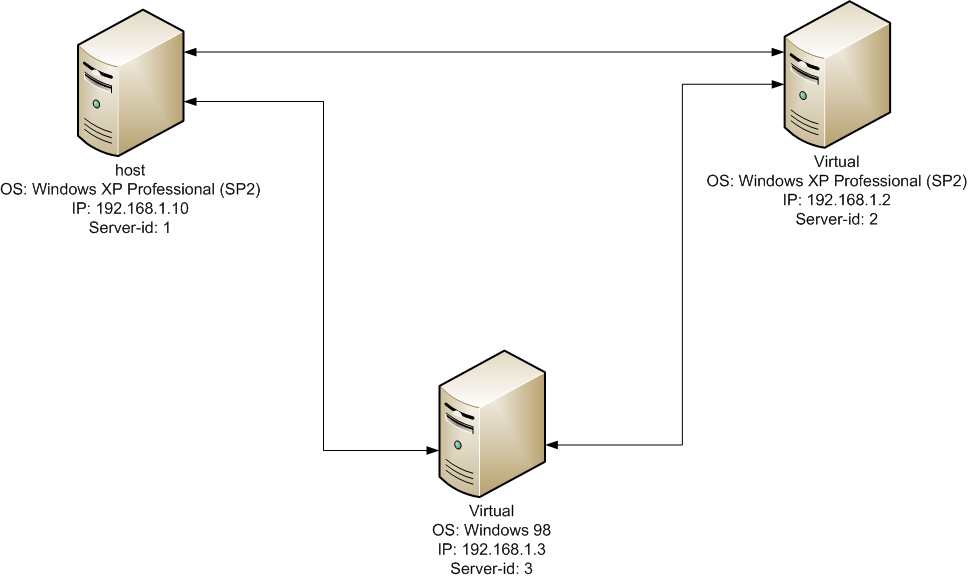 host
OS: Windows XP Professional (SP2)
IP: 192.168.1.10
Server-id: 1
Virtual
OS: Windows XP Professional (SP2)
IP: 192.168.1.2
Server-id: 2
Virtual
OS: Windows 98
IP: 192.168.1.3
Server-id: 3